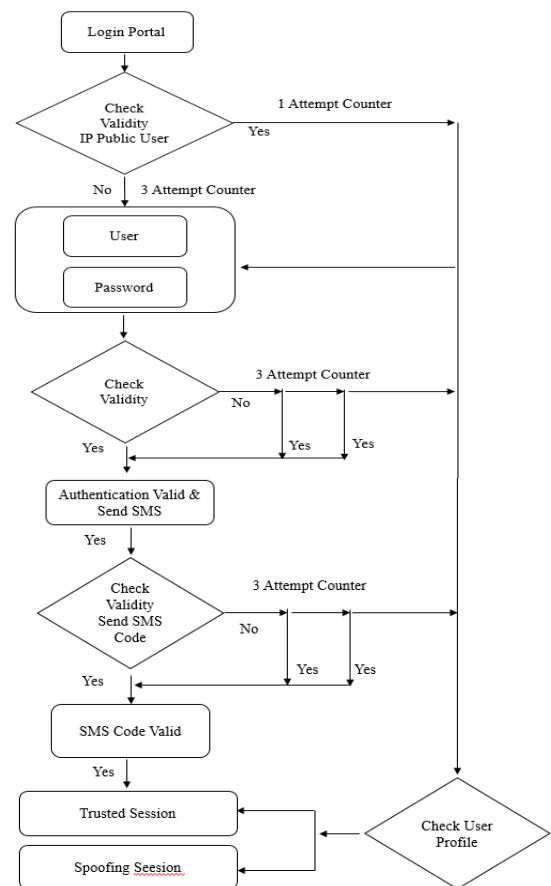 Login Portal
1 Attempt Counter
Check
Validity
IP Public User
Yes
No
3 Attempt Counter
User
Password
3 Attempt Counter
Check
Validity
No
Yes
Yes
Yes
Authentication Valid &
Send SMS
Yes
3 Attempt Counter
Check
Validity
Send SMS
Code
No
Yes
Yes
Yes
SMS Code Valid
Yes
Trusted Session
Check User
Profile
Spoofing Seesion